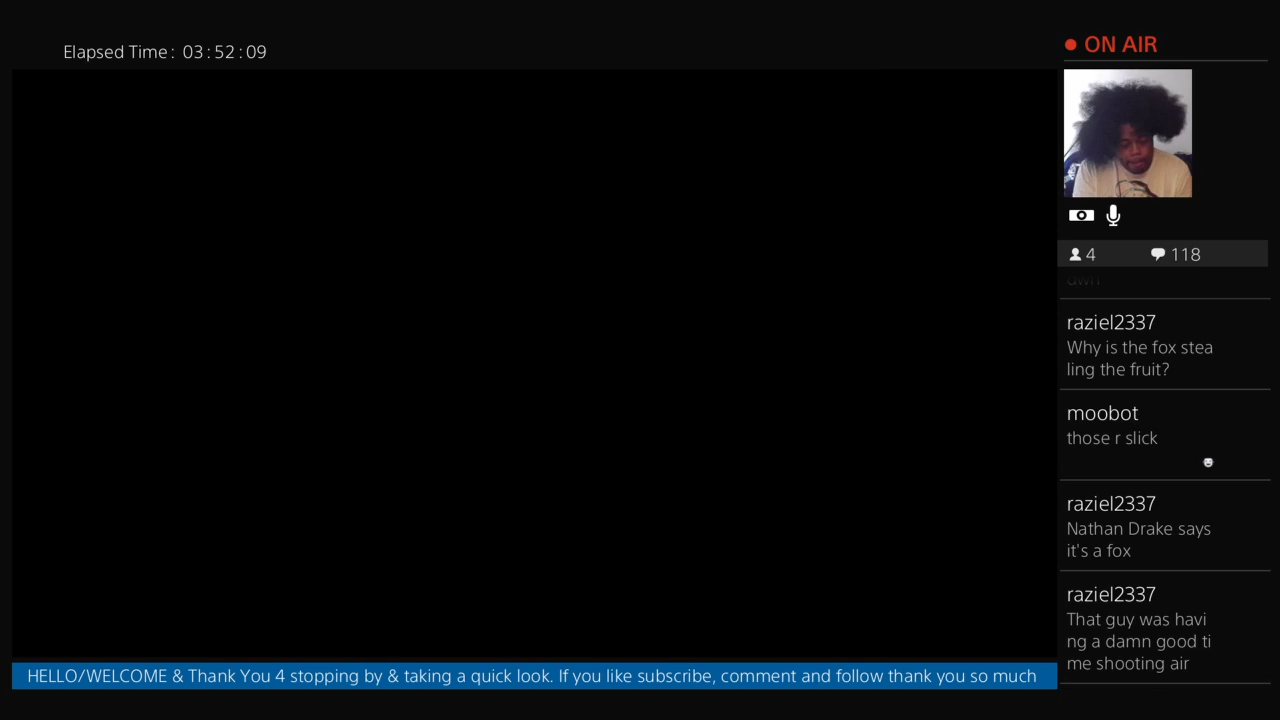 Elapsed Time: 03:52:09
ON AIR
4 118
raziel2337
Why is the fox stea
ling the fruit?
moobot
those r slick
raziel2337
Nathan Drake says
it's a fox
raziel2337
That guy was havi
ng a damn good ti
me shooting air
HELLO/WELCOME & Thank You 4 stopping by & taking a quick look. If you like subscribe, comment and follow thank you so much